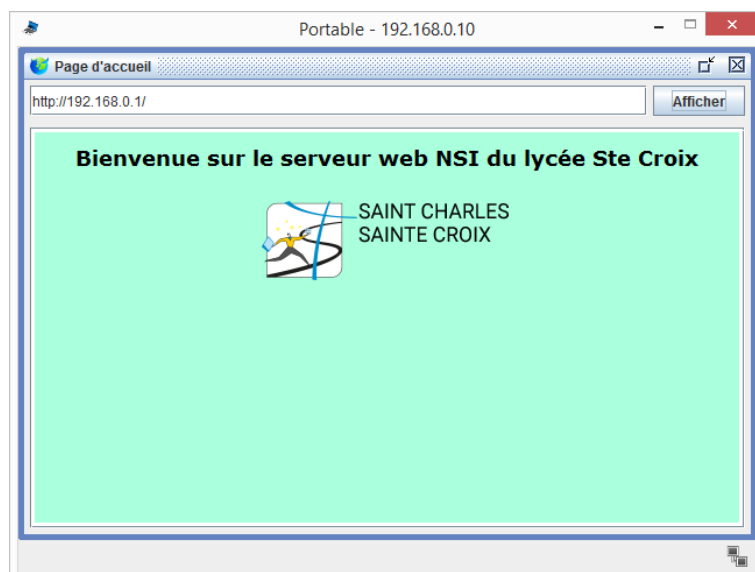 Portable - 192.168.0.10
Page d'accueil
http://192.168.0.1/
Afficher
Bienvenue sur le serveur web NSI du lycée Ste Croix
SAINT CHARLES
SAINTE CROIX